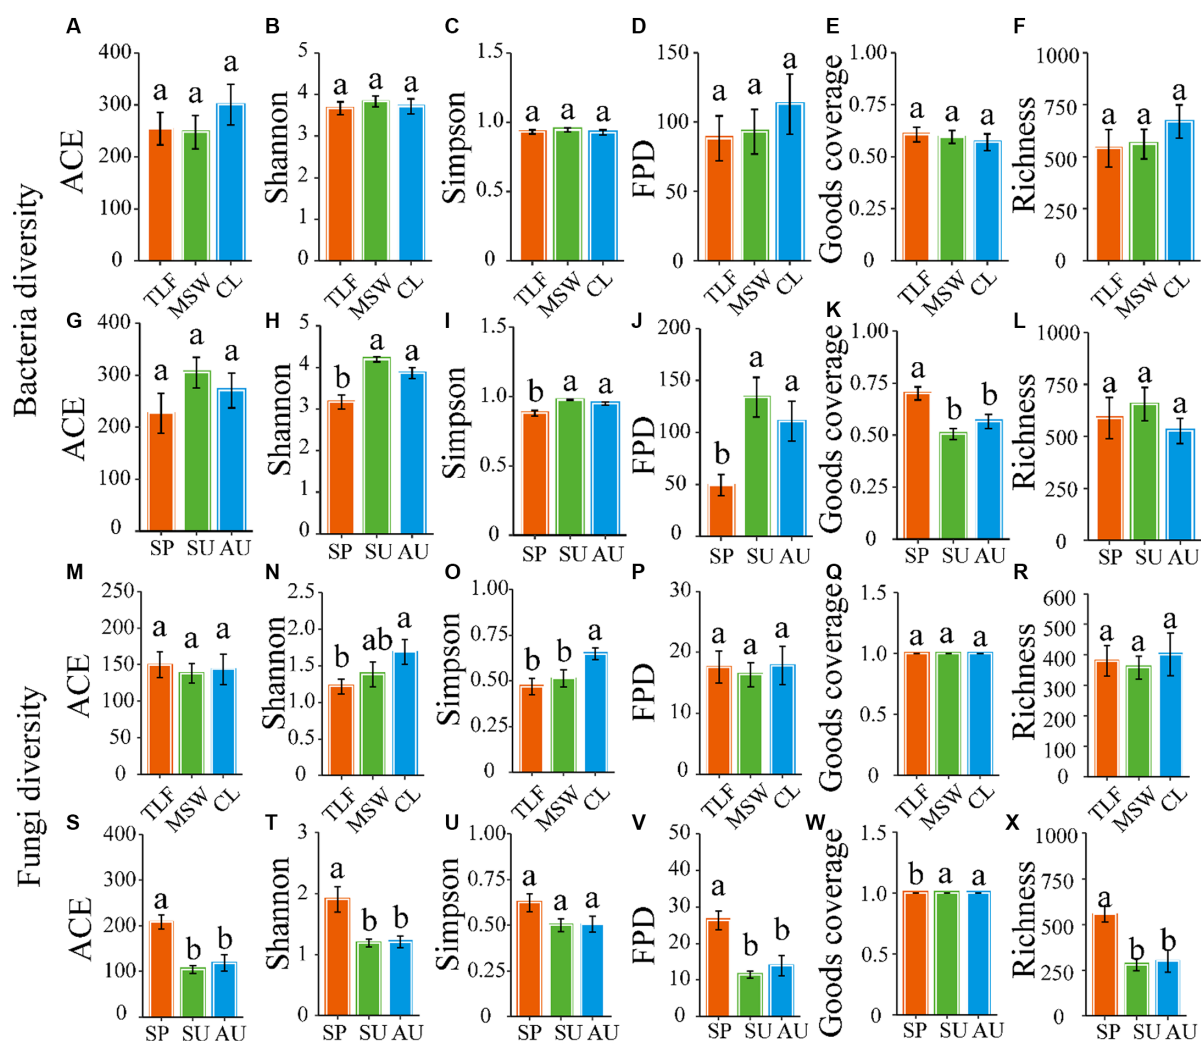 Bacteria diversity
Fungi diversity
A
ACE
400
300
200
100
0
a a a
TLF MSW CL
B
Shannon
5
4
3
2
1
0
a a a
TLF MSW CL
C
Simpson
1.5
1.0
0.5
0
a a a
TLF MSW CL
D
FPD
150
100
50
0
a a a
TLF MSW CL
E
Goods coverage
1.00
0.75
0.50
0.25
0
a a a
TLF MSW CL
F
Richness
1000
750
500
250
0
a a a
TLF MSW CL
G
ACE
400
300
200
100
0
a a a
SP SU AU
H
Shannon
5
4
3
2
1
0
b a a
SP SU AU
I
Simpson
1.5
1.0
0.5
0
b a a
SP SU AU
J
FPD
200
150
100
50
0
b a a
SP SU AU
K
Goods coverage
1.00
0.75
0.50
0.25
0
a b b
SP SU AU
L
Richness
1000
750
500
250
0
a a a
SP SU AU
M
ACE
250
200
150
100
50
0
a a a
TLF MSW CL
N
Shannon
2.5
2.0
1.5
1.0
0.5
0
b ab a
TLF MSW CL
O
Simpson
1.00
0.75
0.50
0.25
0
b b a
TLF MSW CL
P
FPD
30
20
10
0
a a a
TLF MSW CL
Q
Goods coverage
1.5
1.0
0.5
0
a a a
TLF MSW CL
R
Richness
600
500
400
300
200
100
0
a a a
TLF MSW CL
S
ACE
400
300
200
100
0
a b b
SP SU AU
T
Shannon
3
2
1
0
a b b
SP SU AU
U
Simpson
1.00
0.75
0.50
0.25
0
a a a
SP SU AU
V
FPD
50
40
30
20
10
0
a b b
SP SU AU
W
Goods coverage
1.5
1.0
0.5
0
b a a
SP SU AU
X
Richness
1000
750
500
250
0
a b b
SP SU AU